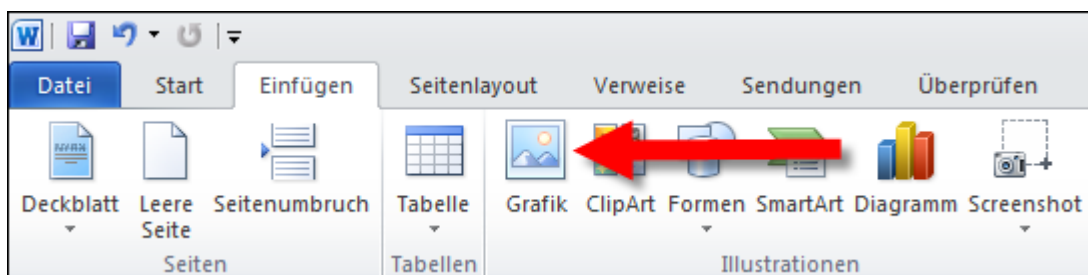 W
Datei Start Einfügen Seitenlayout Verweise Sendungen Überprüfen
Deckblatt Leere Seite Seitenumbruch Tabelle Grafik ClipArt Formen SmartArt Diagramm Screenshot
Seiten Tabellen Illustrationen